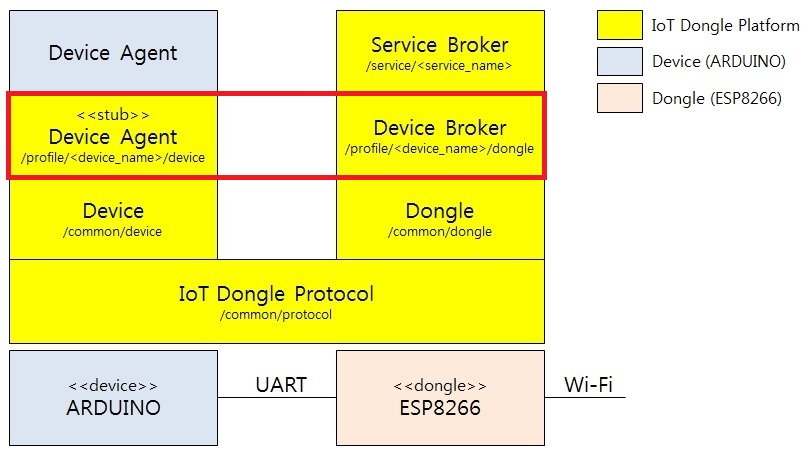 Device Agent
Service Broker
/service/<service_name>
<<stub>>
Device Agent
/profile/<device_name>/device
Device Broker
/profile/<device_name>/dongle
Device
/common/device
Dongle
/common/dongle
IoT Dongle Protocol
/common/protocol
<<device>>
ARDUINO
UART
<<dongle>>
ESP8266
Wi-Fi
IoT Dongle Platform
Device (ARDUINO)
Dongle (ESP8266)